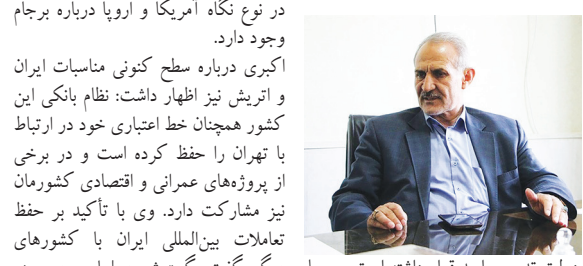 در نوع نگاه آمریکا و اروپا درباره برجام
وجود دارد.
اکبری درباره سطح کنونی مناسبات ایران
و اتریش نیز اظهار داشت: نظام بانکی این
کشور همچنان خط اعتباری خود در ارتباط
با تهران را حفظ کرده است و در برخی
از پروژه‌های عمرانی و اقتصادی کشورمان
نیز مشارکت دارد. وی با تأکید بر حفظ
تعاملات بین‌المللی ایران با کشورهای